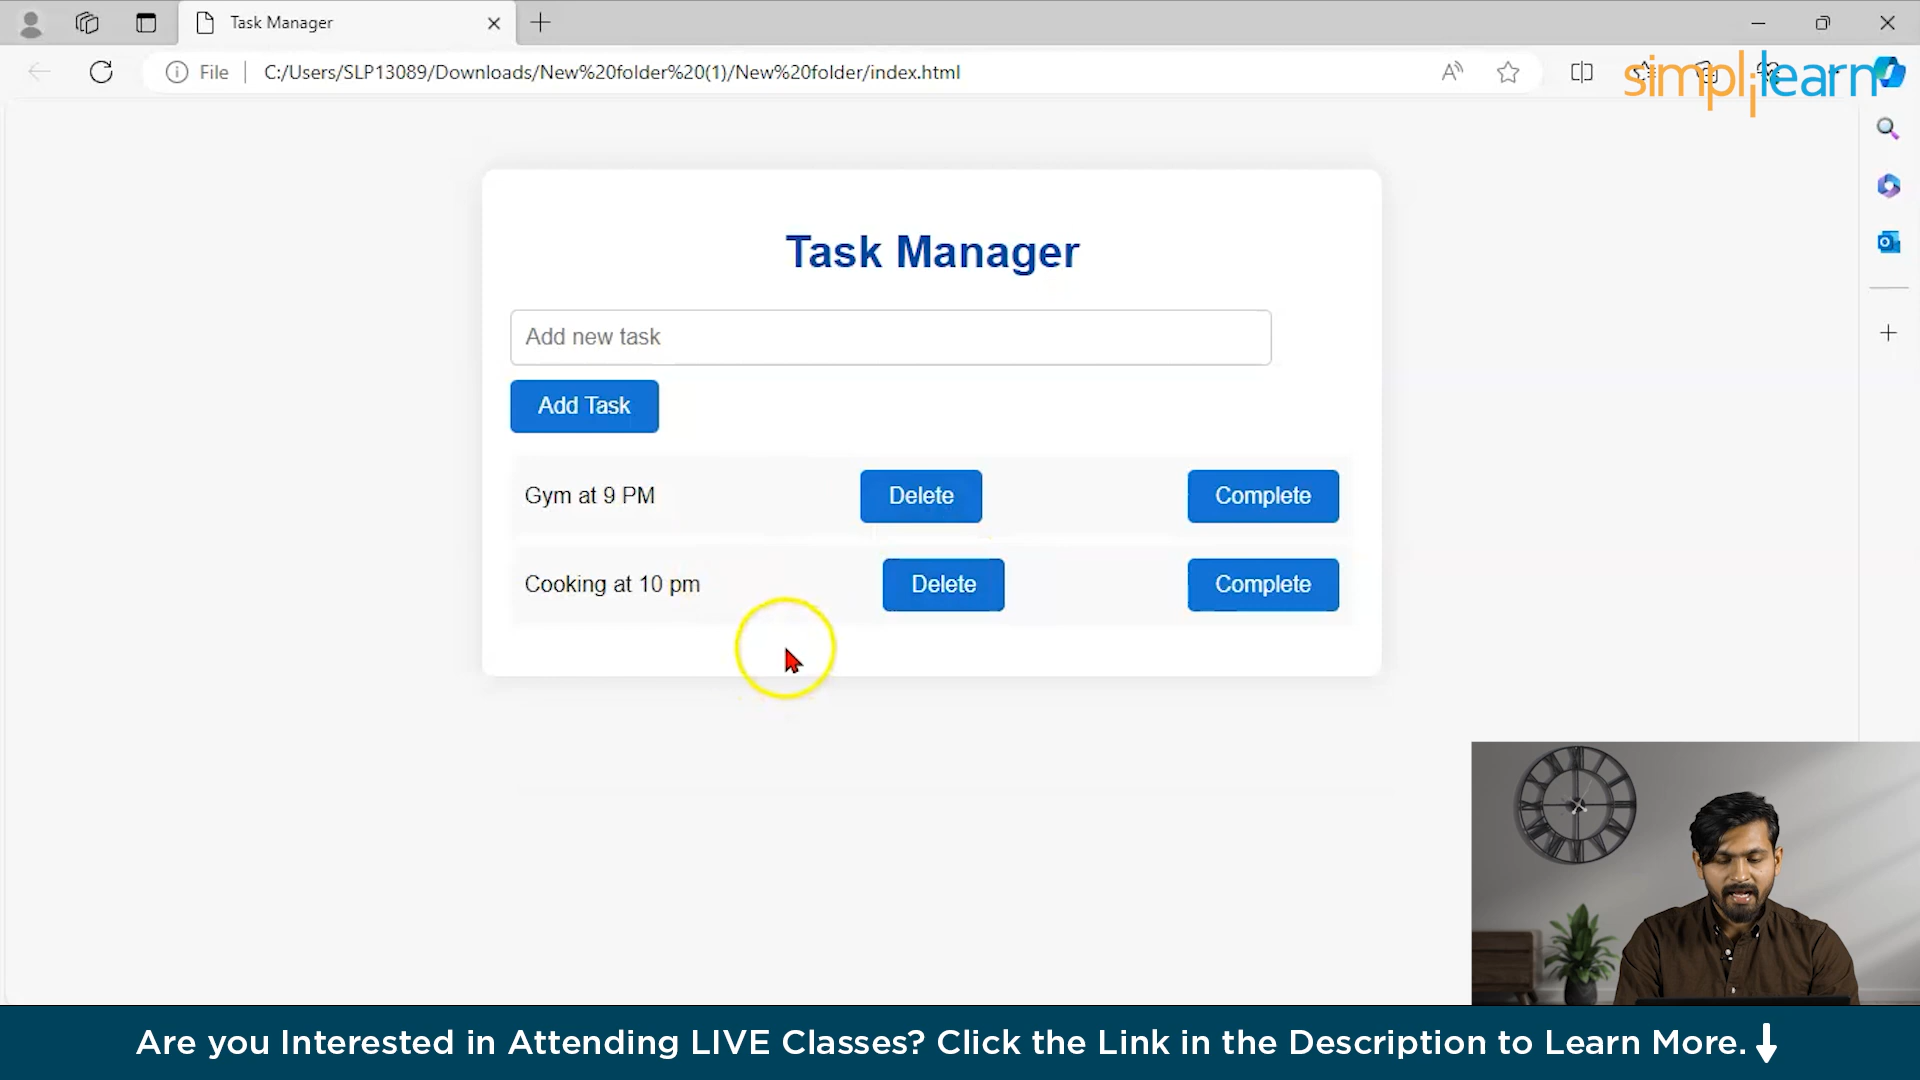 Task Manager
File
C:/Users/SLP13089/Downloads/New%20folder%20(1)/New%20folder/index.html
simplilearn
Task Manager
Add new task
Add Task
Gym at 9 PM
Delete
Complete
Cooking at 10 pm
Delete
Complete
Are you Interested in Attending LIVE Classes? Click the Link in the Description to Learn More.